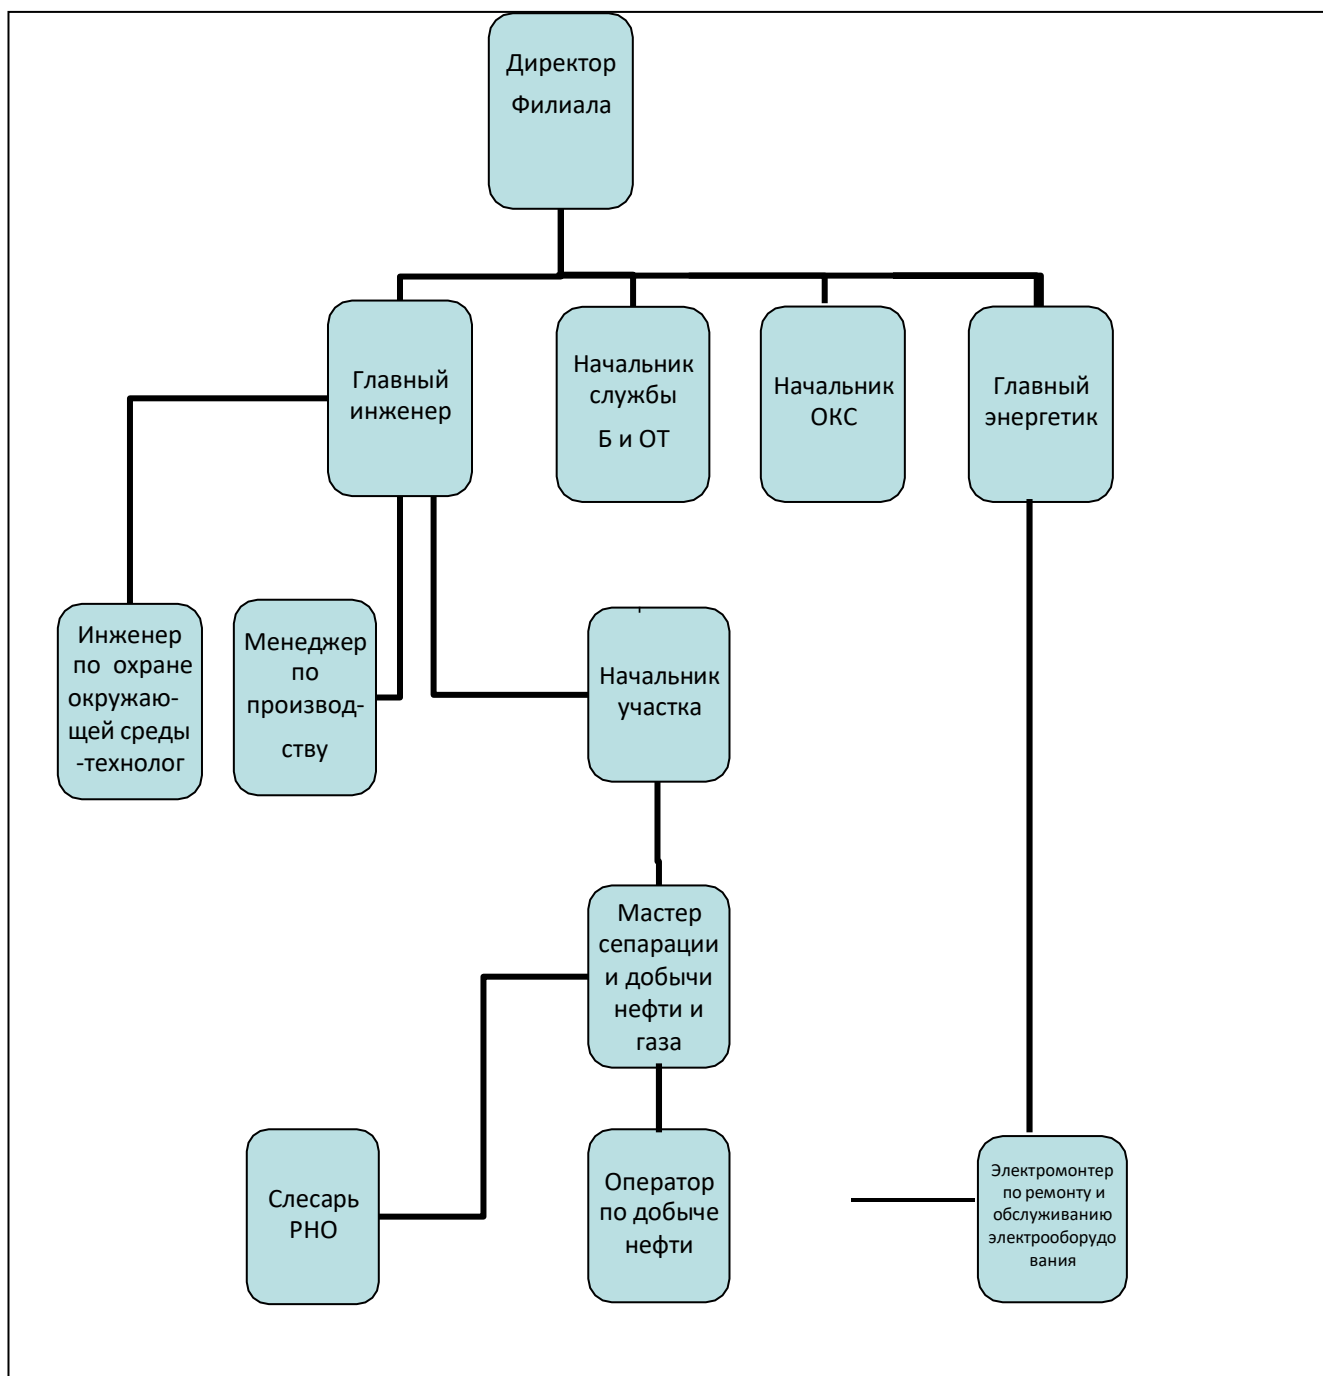 Директор
Филиала
Главный
инженер
Начальник
службы
Б и ОТ
Начальник
ОКС
Главный
энергетик
Инженер
по охране
окружаю-
щей среды
-технолог
Менеджер
по
производ-
ству
Начальник
участка
Мастер
сепарации
и добычи
нефти и
газа
Слесарь
РНО
Оператор
по добыче
нефти
Электромонтер
по ремонту и
обслуживанию
электрооборудо
вания